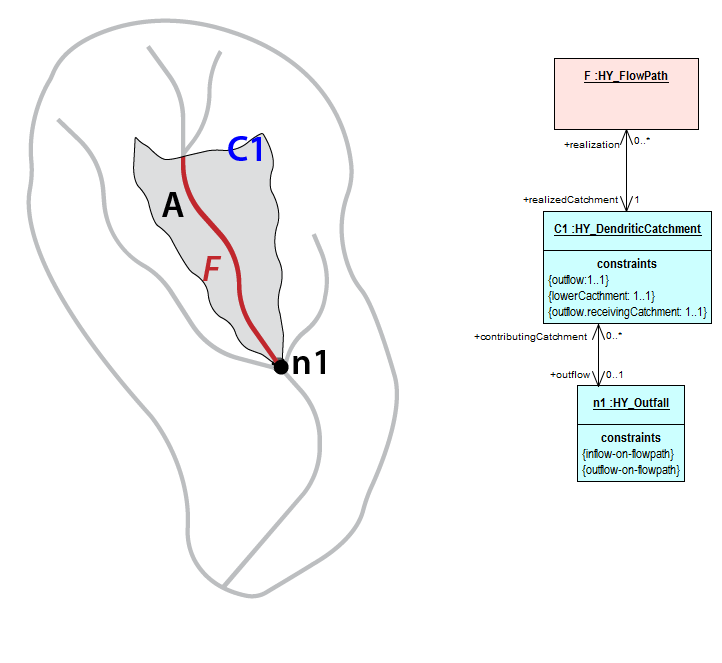 C1
A
F
n1
F :HY_FlowPath
+realization
0..*
+realizedCatchment
1
C1 :HY_DendriticCatchment
constraints
{outflow:1..1}
{lowerCacthment: 1..1}
{outflow.receivingCatchment: 1..1}
+contributingCatchment
0..*
+outflow
0..1
n1 :HY_Outfall
constraints
{inflow-on-flowpath}
{outflow-on-flowpath}